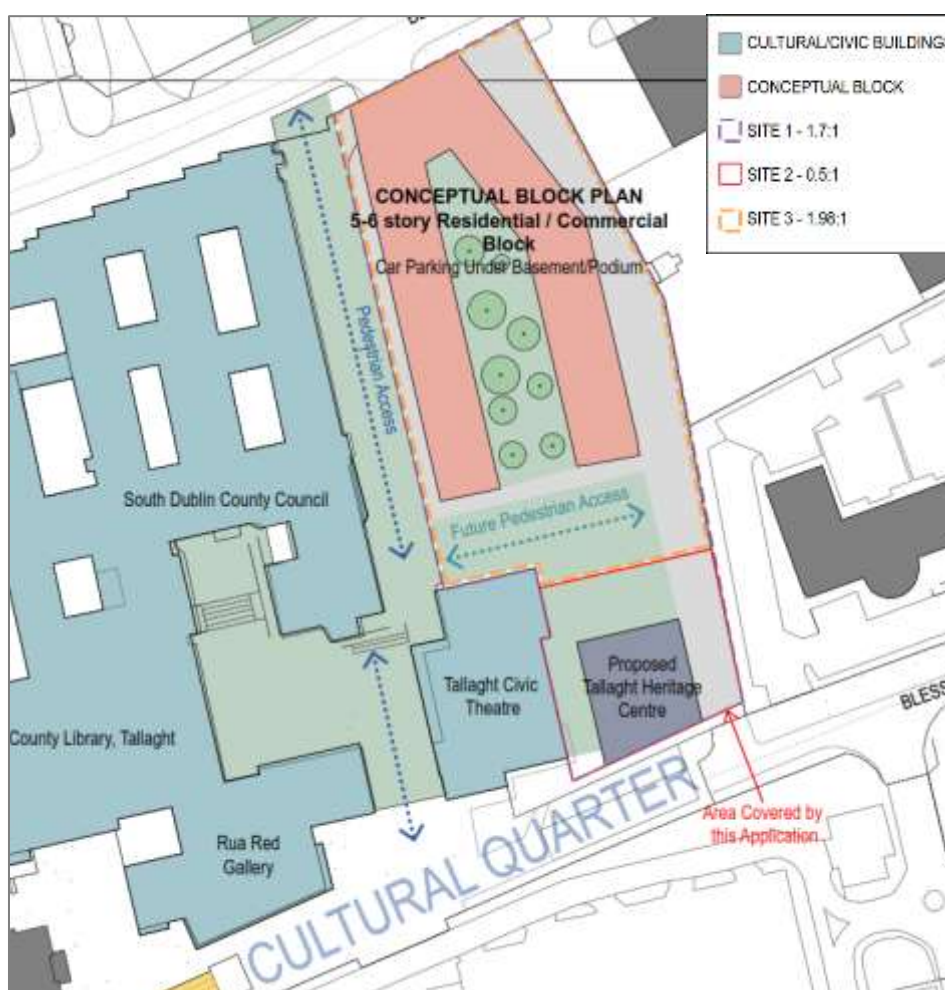 CULTURAL/CIVIC BUILDING
CONCEPTUAL BLOCK
SITE 1 - 1.7:1
SITE 2 - 0.5:1
SITE 3 - 1.98:1
CONCEPTUAL BLOCK PLAN
5-6 story Residential / Commercial
Block
Car Parking Under Basement/Podium
Pedestrian Access
South Dublin County Council
Future Pedestrian Access
Tallaght Civic
Theatre
Proposed
Tallaght Heritage
Centre
County Library, Tallaght
BLESS
Rua Red
Gallery
CULTURAL QUARTER
Area Covered by
this Application